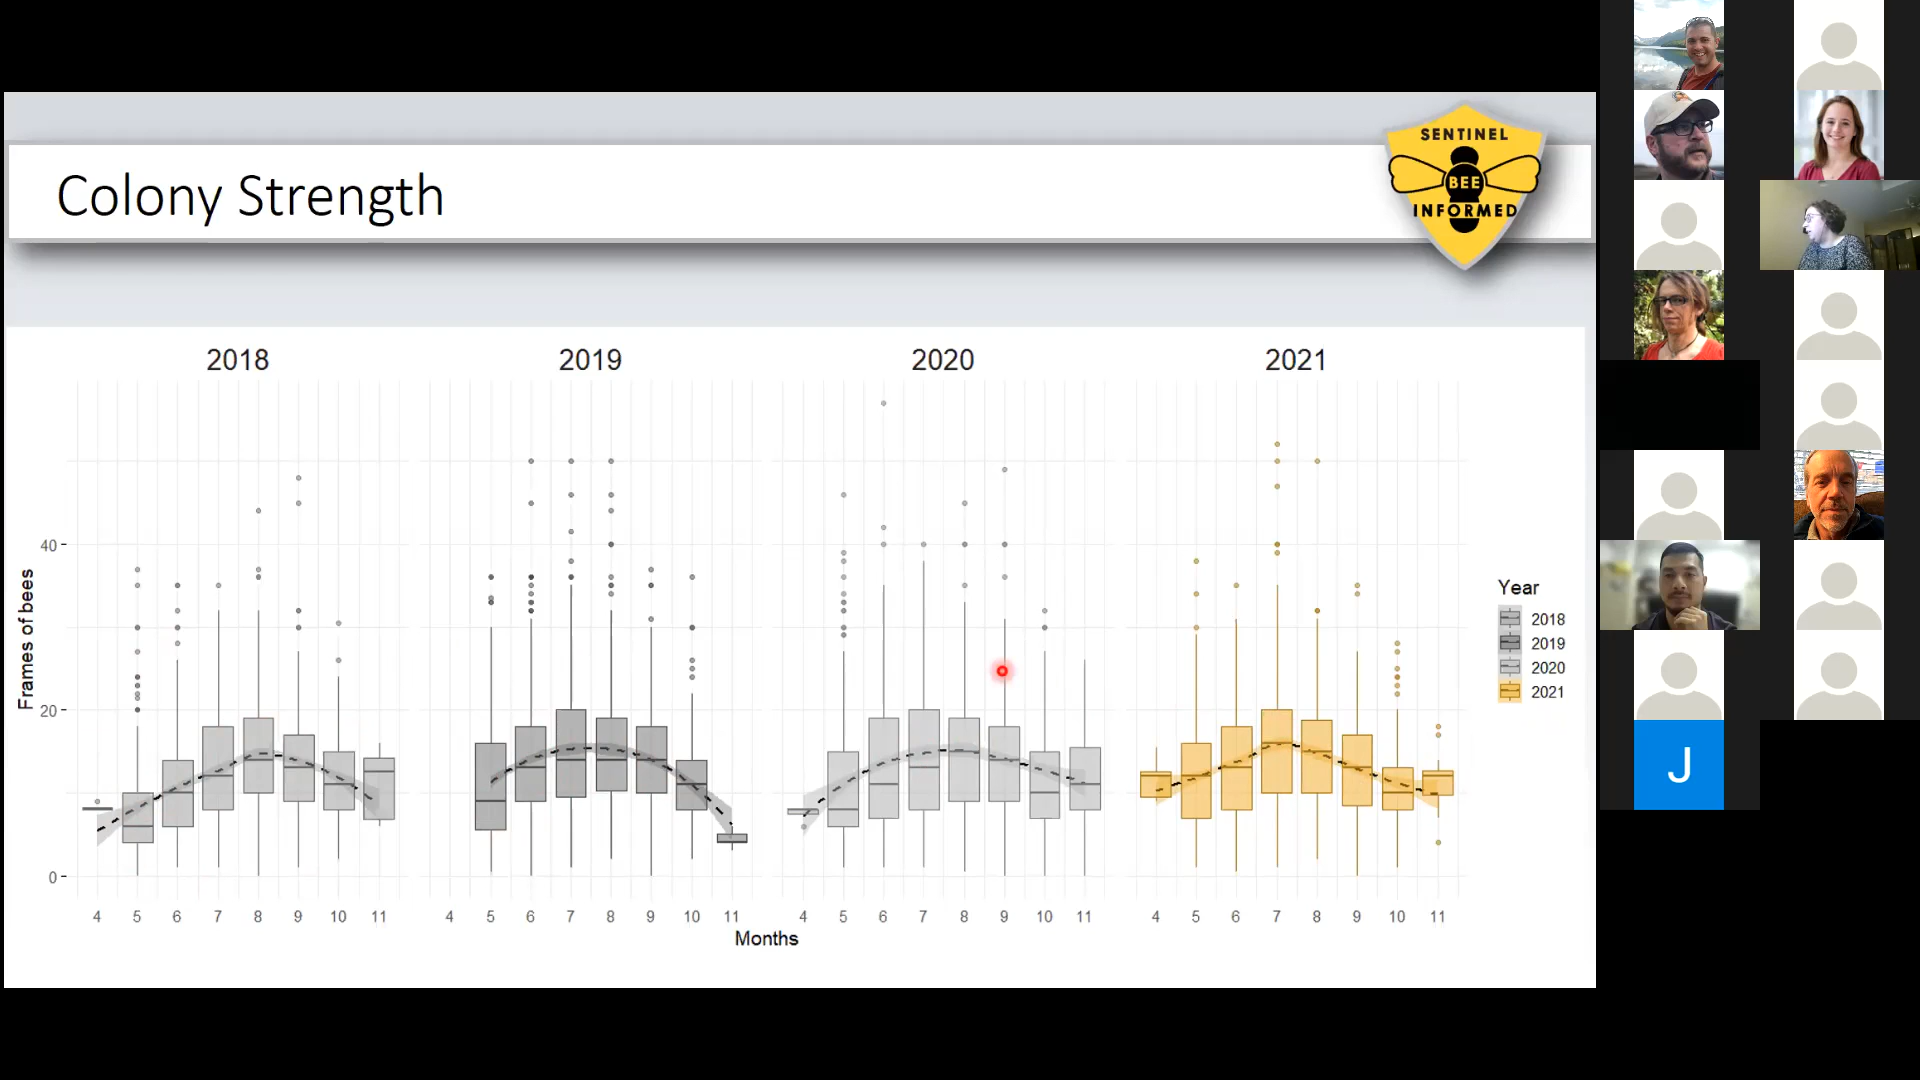 Colony Strength
SENTINEL
BEE
INFORMED
2018 2019 2020 2021
40
20
0
Frames of bees
4 5 6 7 8 9 10 11 4 5 6 7 8 9 10 11 4 5 6 7 8 9 10 11 4 5 6 7 8 9 10 11
Months
Year
2018
2019
2020
2021
J